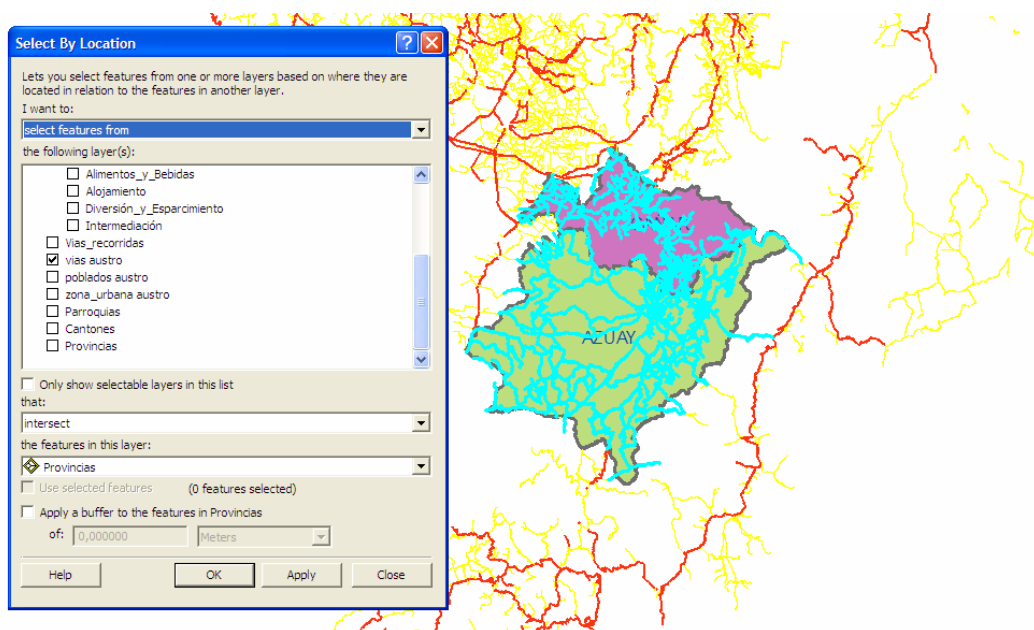 Select By Location
Lets you select features from one or more layers based on where they are
located in relation to the features in another layer.
I want to:
select features from
the following layer(s):
Alimentos_y_Bebidas
Alojamiento
Diversión_y_Esparcimiento
Intermediación
Vias_recorridas
vias austro
poblados austro
zona_urbana austro
Parroquias
Cantones
Provincias
Only show selectable layers in this list
that:
intersect
the features in this layer:
Provincias
Use selected features (0 features selected)
Apply a buffer to the features in Provincias
of: 0,000000 Meters
Help OK Apply Close
AZUAY